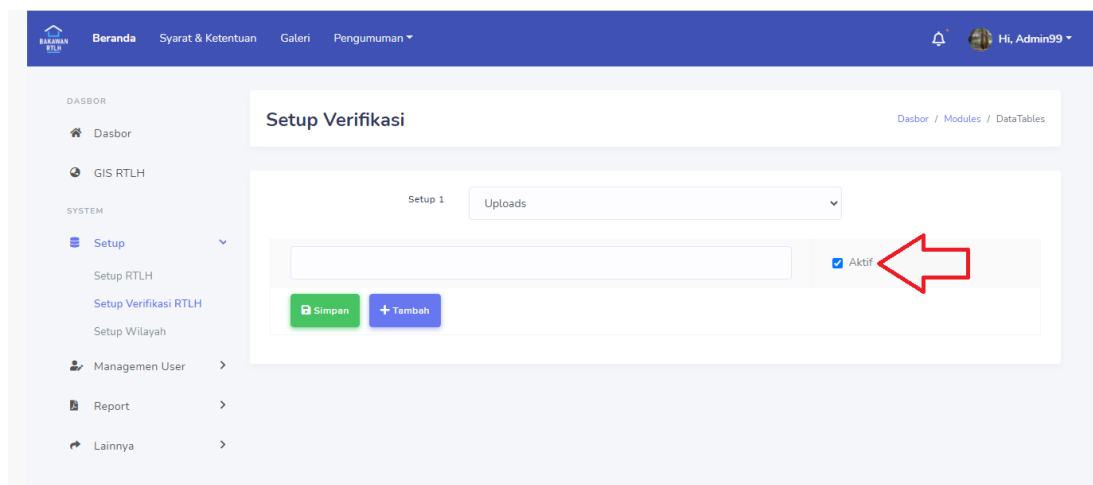 BAKAWAN
RTLH
Beranda Syarat & Ketentuan Galeri Pengumuman
Hi, Admin99
DASBOR
Dasbor
GIS RTLH
SYSTEM
Setup
Setup RTLH
Setup Verifikasi RTLH
Setup Wilayah
Managemen User
Report
Lainnya
Setup Verifikasi
Dasbor / Modules / DataTables
Setup 1 Uploads
Aktif
Simpan Tambah